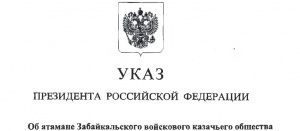 УКАЗ
ПРЕЗИДЕНТА РОССИЙСКОЙ ФЕДЕРАЦИИ
Об атамане Забайкальского войскового казачьего общества